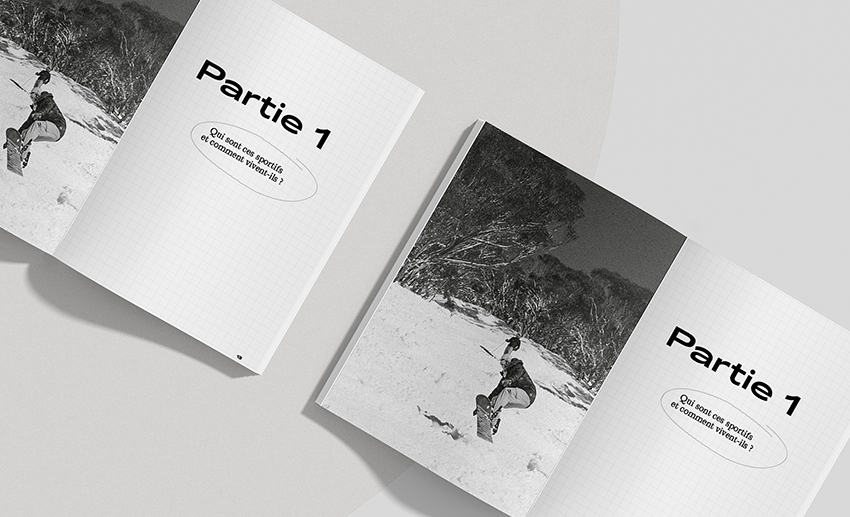 Partie 1
Qui sont ces sportifs
et comment vivent-ils ?
Partie 1
Qui sont ces sportifs
et comment vivent-ils ?